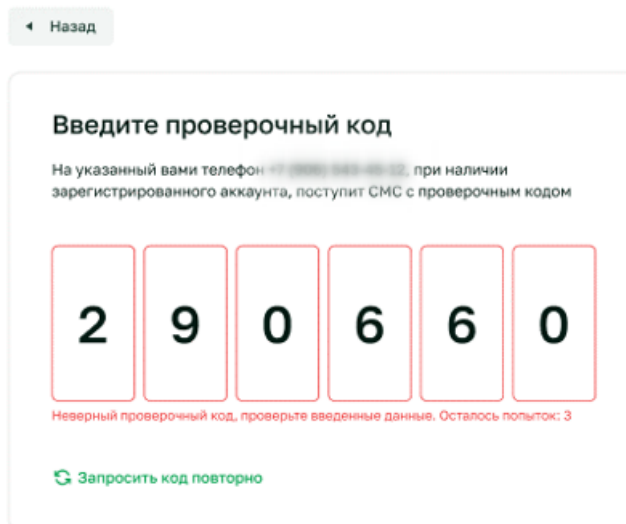 Назад
Введите проверочный код
На указанный вами телефон при наличии
зарегистрированного аккаунта, поступит СМС с проверочным кодом
2 9 0 6 6 0
Неверный проверочный код, проверьте введенные данные. Осталось попыток: 3
Запросить код повторно